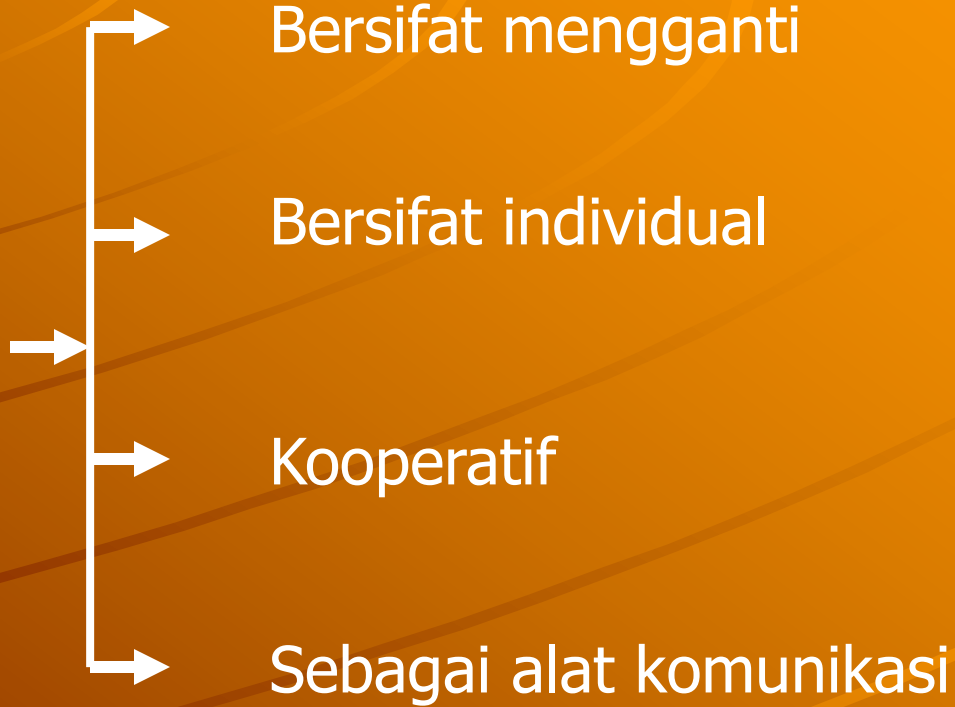 Bersifat mengganti
Bersifat individual
Kooperatif
Sebagai alat komunikasi